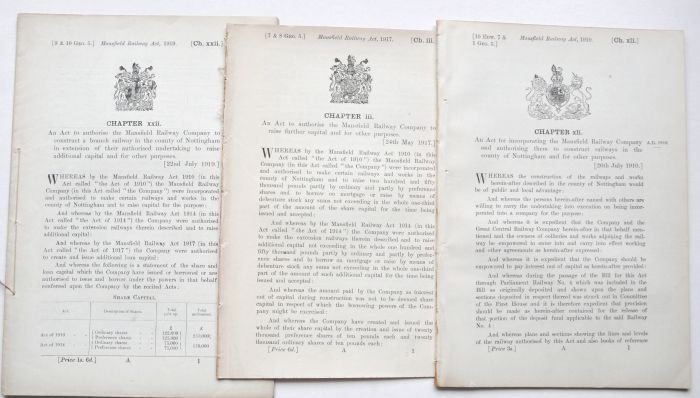 [9 & 10 GEO. 5.] Mansfield Railway Act, 1919. [Ch. xxii.]
CHAPTER xxii.
An Act to authorise the Mansfield Railway Company to
construct a branch railway in the county of Nottingham
in extension of their authorised undertaking to raise
additional capital and for other purposes.
[22nd July 1919.]
WHEREAS by the Mansfield Railway Act 1910 (in this
Act called "the Act of 1910") the Mansfield Railway
Company (in this Act called "the Company") were incorporated
and authorised to make certain railways and works in the
county of Nottingham and to raise capital for the purpose:
And whereas by the Mansfield Railway Act 1914 (in this
Act called "the Act of 1914") the Company were authorised
to make the extension railways therein described and to raise
additional capital:
And whereas by the Mansfield Railway Act 1917 (in this
Act called "the Act of 1917") the Company were authorised
to create and issue additional loan capital:
And whereas the following is a statement of the share and
loan capital which the Company have issued or borrowed or are
authorised to issue and borrow under the powers in that behalf
conferred upon the Company by the recited Acts:
SHARE CAPITAL
Act. Description of Shares. Total
£ £
Act of 1910 Ordinary shares 125,000
Preference shares 125,000 250,000
Act of 1914 Ordinary shares 75,000
Preference shares 75,000 150,000
[Price 1s. 6d.] A 1
[7 & 8 GEO. 5.] Mansfield Railway Act, 1917. [Ch. iii.]
CHAPTER iii.
An Act to authorise the Mansfield Railway Company to
raise further capital and for other purposes.
[24th May 1917.]
WHEREAS by the Mansfield Railway Act 1910 (in this
Act called "the Act of 1910") the Mansfield Railway
Company (in this Act called "the Company") were incorporated
and authorised to make certain railways and works in the
county of Nottingham and to raise two hundred and fifty
thousand pounds partly by ordinary and partly by preference
shares and to borrow on mortgage or raise by means of
debenture stock any sums not exceeding in the whole one-third
part of the amount of the share capital for the time being
issued and accepted:
And whereas by the Mansfield Railway Act 1914 (in this
Act called "the Act of 1914") the Company were authorised
to make the extension railways therein described and to raise
additional capital not exceeding in the whole one hundred and
fifty thousand pounds partly by ordinary and partly by prefer-
ence shares and to borrow on mortgage or raise by means of
debenture stock any sums not exceeding in the whole one-third
part of the amount of such additional capital for the time being
issued and accepted:
And whereas the amount paid by the Company as interest
out of capital during construction was not to be deemed share
capital in respect of which the borrowing powers of the Com-
pany might be exercised:
And whereas the Company have created and issued the
whole of their share capital by the creation and issue of twenty
thousand preference shares of ten pounds each and twenty
thousand ordinary shares of ten pounds each:
[Price 6d.] A 1
[10 EDW. 7 & Mansfield Railway Act, 1910. [Ch. xli.]
1 GEO. 5.]
CHAPTER xli.
An Act for incorporating the Mansfield Railway Company A.D. 1910.
and authorising them to construct railways in the
county of Nottingham and for other purposes.
[26th July 1910.]
WHEREAS the construction of the railways and works
herein-after described in the county of Nottingham would
be of public and local advantage:
And whereas the persons herein-after named with others are
willing to carry the undertaking into execution on being incor-
porated into a company for the purpose:
And whereas it is expedient that the Company and the
Great Central Railway Company herein-after in that behalf men-
tioned and the owners of collieries and works adjoining the rail-
way be empowered to enter into and carry into effect working
and other agreements as herein-after expressed:
And whereas it is expedient that the Company should be
empowered to pay interest out of capital as herein-after provided:
And whereas during the passage of the Bill for this Act
through Parliament Railway No. 4 which was included in the
Bill as originally deposited and shown upon the plans and
sections deposited in respect thereof was struck out in Committee
of the First House and it is therefore expedient that provision
should be made as herein-after contained for the release of
that portion of the deposit fund applicable to the said Railway
No. 4:
And whereas plans and sections showing the lines and levels
of the railway authorised by this Act and also books of reference
[Price 3s.] A 1